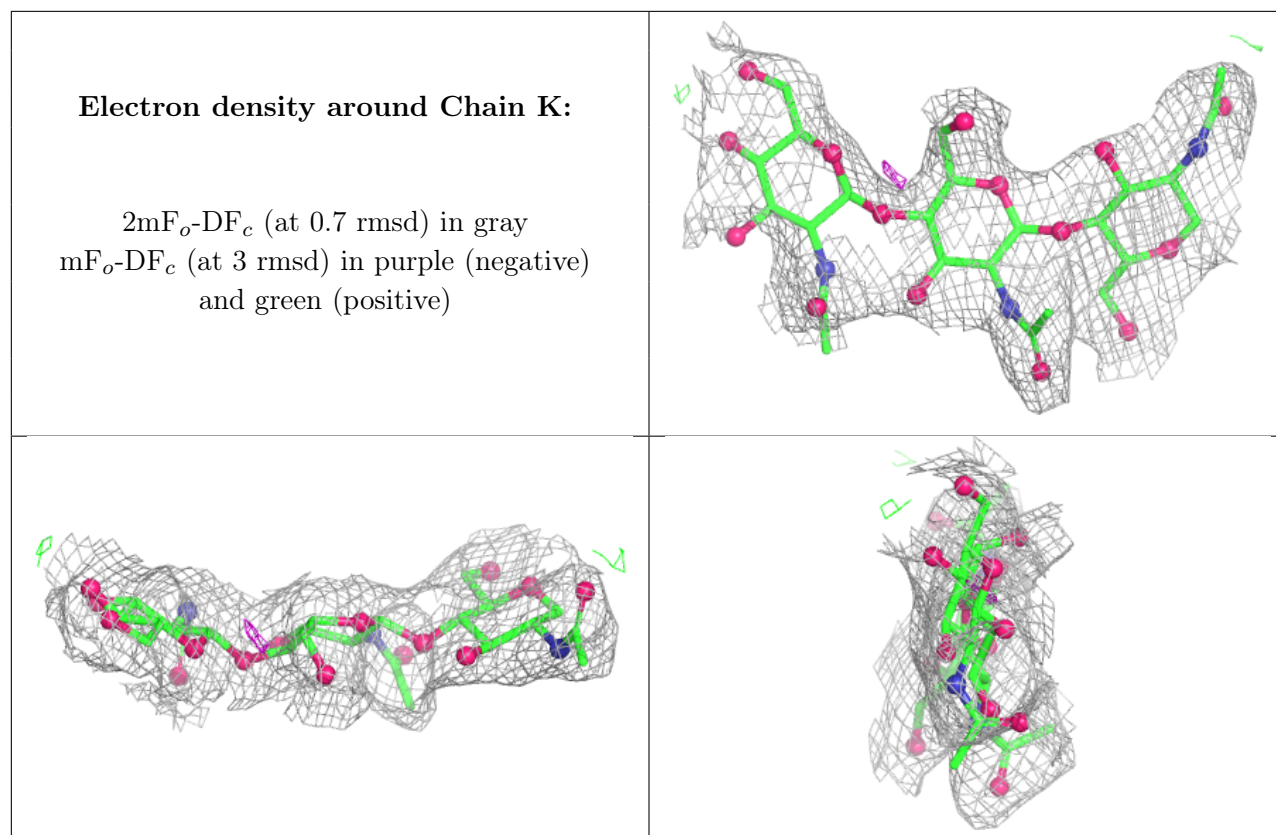 Electron density around Chain K:
2mFₒ-DF𝒸 (at 0.7 rmsd) in gray
mFₒ-DF𝒸 (at 3 rmsd) in purple (negative)
and green (positive)